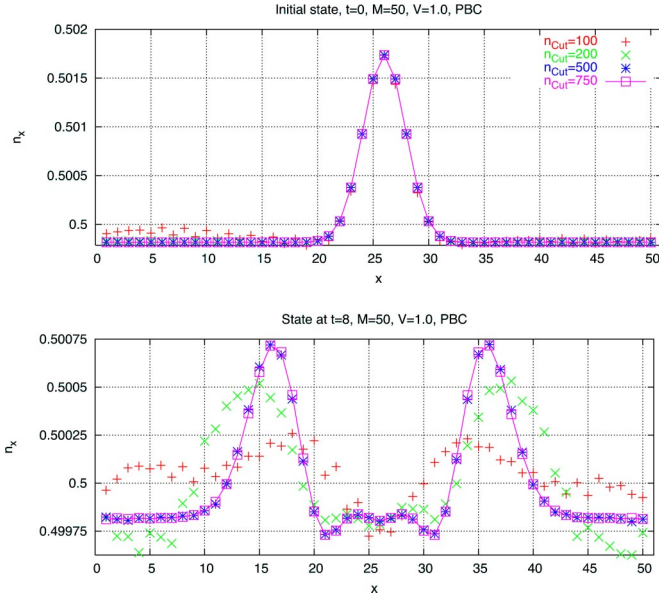 Initial state, t=0, M=50, V=1.0, PBC
0.502
0.5015
0.501
0.5005
0.5
n_x
n_Cut=100
n_Cut=200
n_Cut=500
n_Cut=750
0 5 10 15 20 25 30 35 40 45 50
x
State at t=8, M=50, V=1.0, PBC
0.50075
0.5005
0.50025
0.5
0.49975
n_x
0 5 10 15 20 25 30 35 40 45 50
x